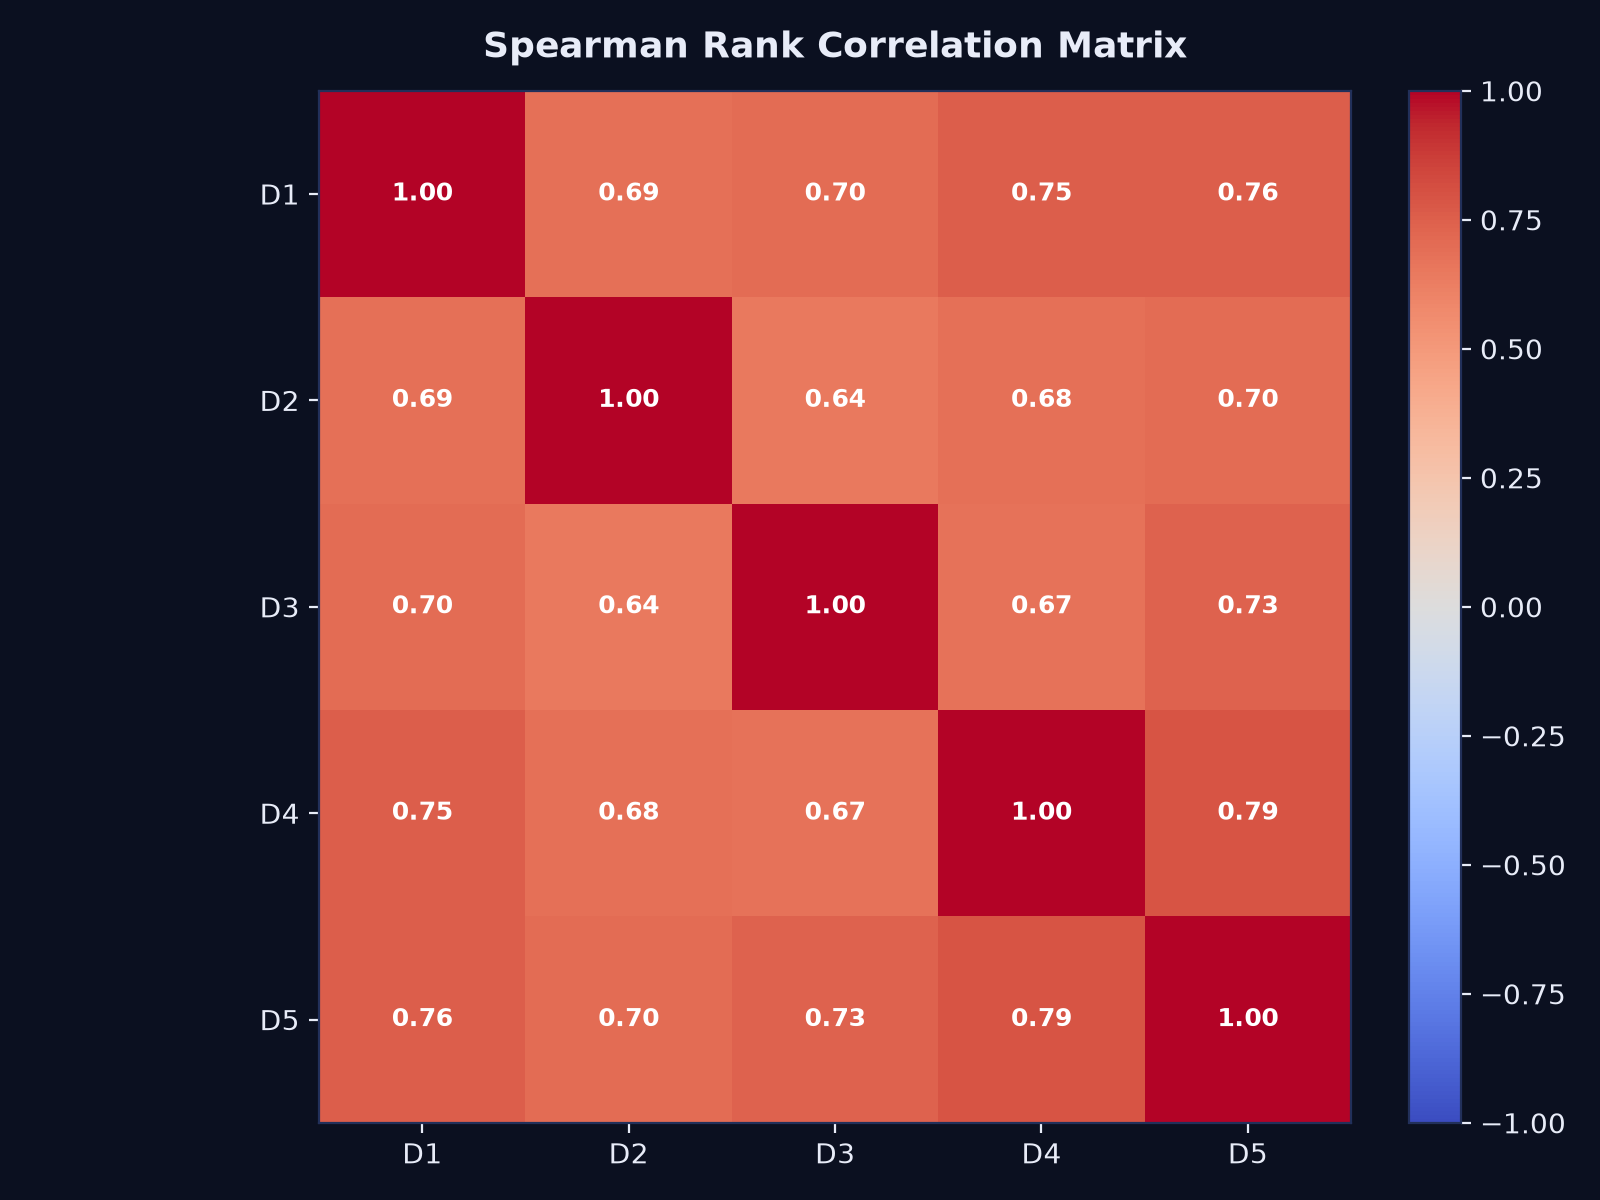 Spearman Rank Correlation Matrix
D1 1.00 0.69 0.70 0.75 0.76
D2 0.69 1.00 0.64 0.68 0.70
D3 0.70 0.64 1.00 0.67 0.73
D4 0.75 0.68 0.67 1.00 0.79
D5 0.76 0.70 0.73 0.79 1.00
D1 D2 D3 D4 D5
1.00
0.75
0.50
0.25
0.00
−0.25
−0.50
−0.75
−1.00